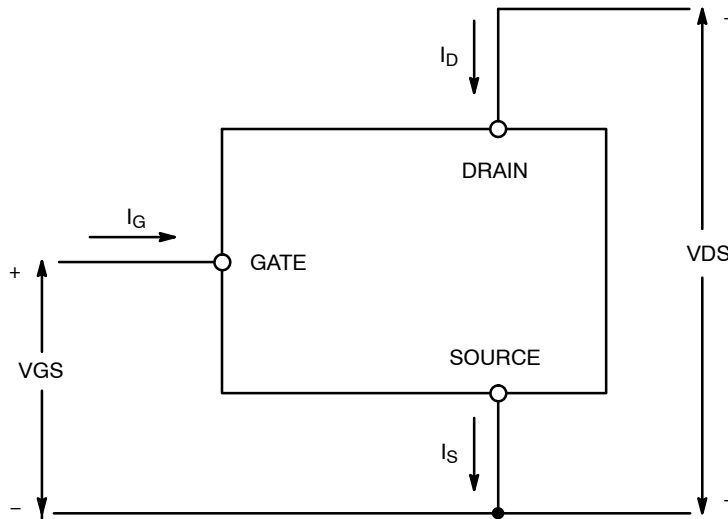 I_D
DRAIN
I_G
+
GATE
VDS
SOURCE
VGS
I_S
−